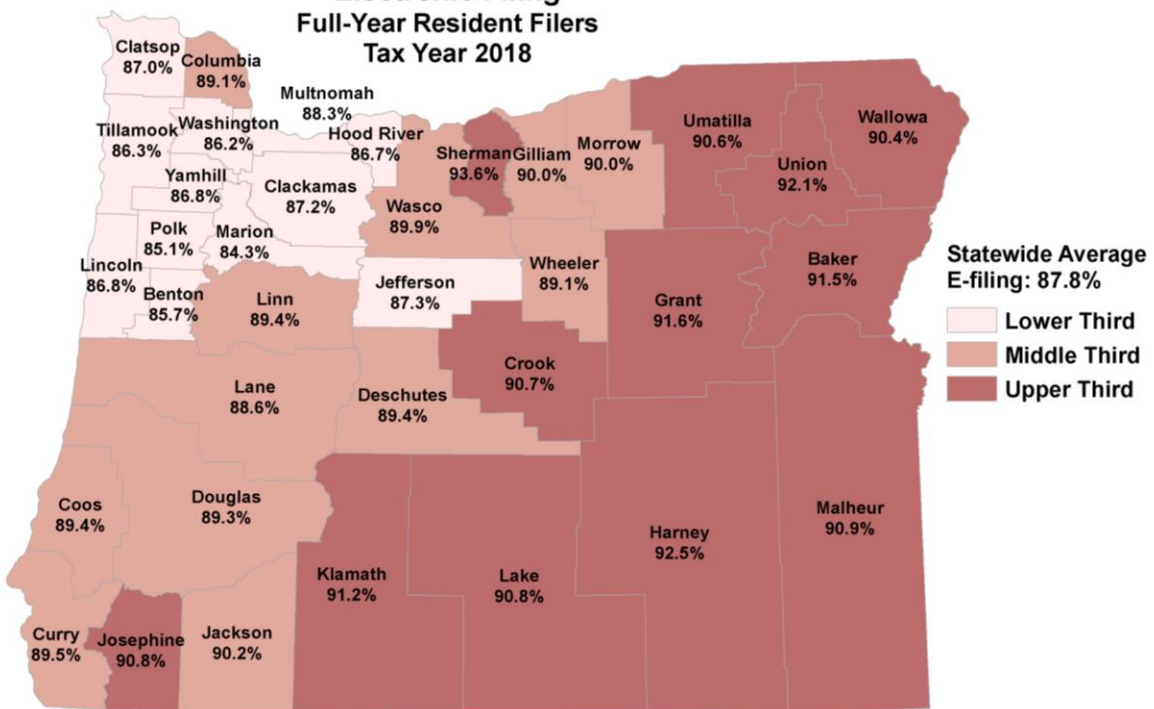 Full-Year Resident Filers
Tax Year 2018
Clatsop
87.0%
Columbia
89.1%
Multnomah
88.3%
Tillamook
86.3%
Washington
86.2%
Hood River
86.7%
Sherman
93.6%
Gilliam
90.0%
Morrow
90.0%
Umatilla
90.6%
Union
92.1%
Wallowa
90.4%
Yamhill
86.8%
Clackamas
87.2%
Wasco
89.9%
Polk
85.1%
Marion
84.3%
Lincoln
86.8%
Benton
85.7%
Linn
89.4%
Jefferson
87.3%
Wheeler
89.1%
Grant
91.6%
Baker
91.5%
Statewide Average
E-filing: 87.8%
Lower Third
Middle Third
Upper Third
Lane
88.6%
Deschutes
89.4%
Crook
90.7%
Coos
89.4%
Douglas
89.3%
Klamath
91.2%
Lake
90.8%
Harney
92.5%
Malheur
90.9%
Curry
89.5%
Josephine
90.8%
Jackson
90.2%